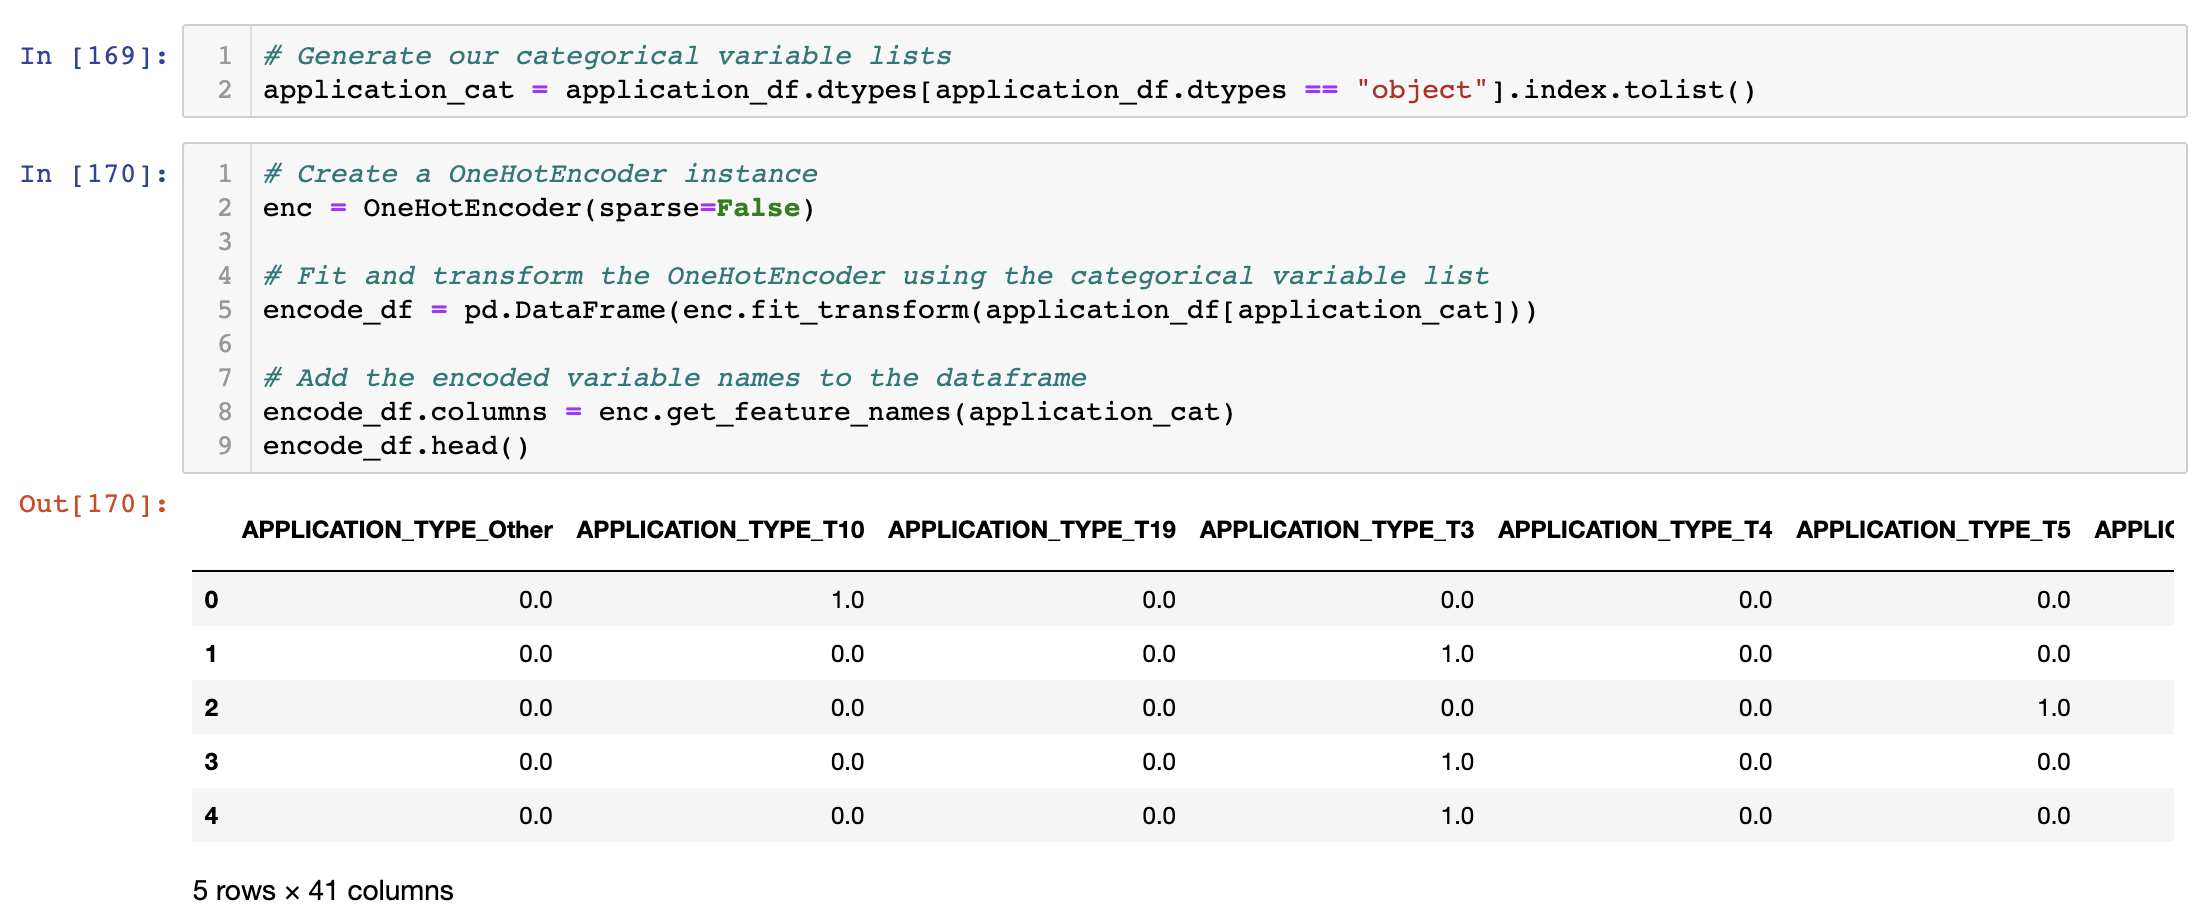 In [169]:
1 # Generate our categorical variable lists
2 application_cat = application_df.dtypes[application_df.dtypes == "object"].index.tolist()
In [170]:
1 # Create a OneHotEncoder instance
2 enc = OneHotEncoder(sparse=False)
3
4 # Fit and transform the OneHotEncoder using the categorical variable list
5 encode_df = pd.DataFrame(enc.fit_transform(application_df[application_cat]))
6
7 # Add the encoded variable names to the dataframe
8 encode_df.columns = enc.get_feature_names(application_cat)
9 encode_df.head()
Out[170]:
APPLICATION_TYPE_Other APPLICATION_TYPE_T10 APPLICATION_TYPE_T19 APPLICATION_TYPE_T3 APPLICATION_TYPE_T4 APPLICATION_TYPE_T5 APPLIC
0 0.0 1.0 0.0 0.0 0.0 0.0
1 0.0 0.0 0.0 1.0 0.0 0.0
2 0.0 0.0 0.0 0.0 0.0 1.0
3 0.0 0.0 0.0 1.0 0.0 0.0
4 0.0 0.0 0.0 1.0 0.0 0.0
5 rows × 41 columns